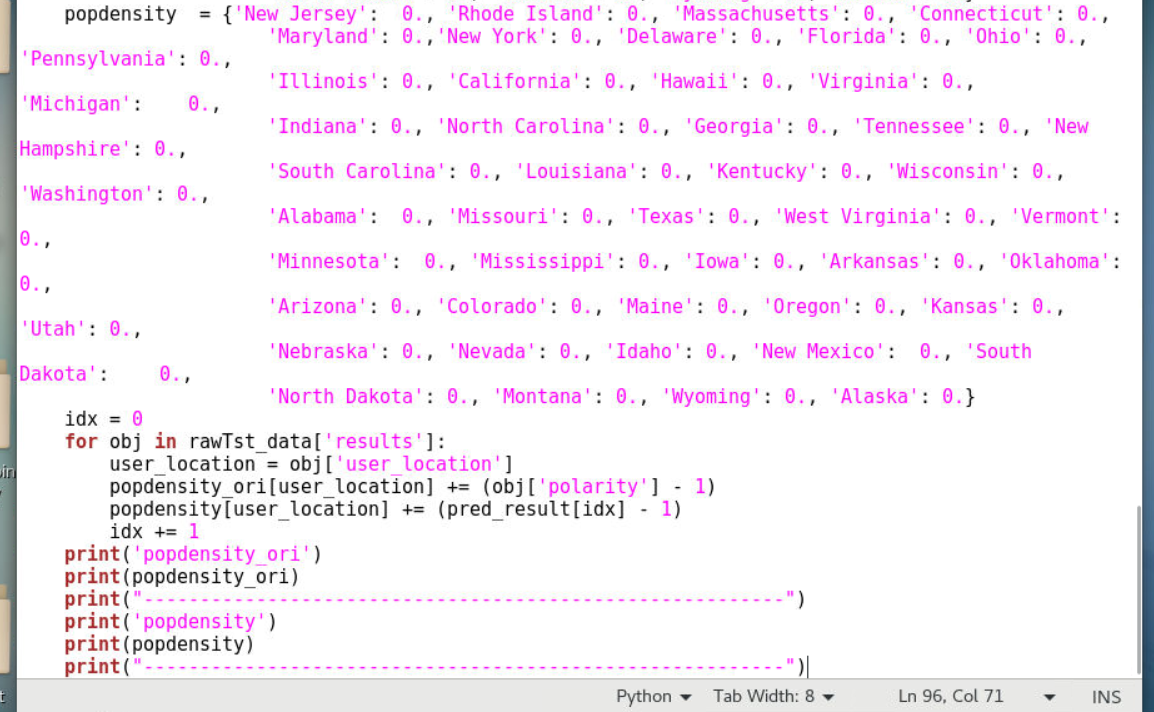 popdensity  = {'New Jersey':  0., 'Rhode Island': 0., 'Massachusetts': 0., 'Connecticut': 0.,
'Maryland': 0.,'New York': 0., 'Delaware': 0., 'Florida': 0., 'Ohio': 0.,
'Pennsylvania': 0.,
'Illinois': 0., 'California': 0., 'Hawaii': 0., 'Virginia': 0.,
'Michigan':    0.,
'Indiana': 0., 'North Carolina': 0., 'Georgia': 0., 'Tennessee': 0., 'New
Hampshire': 0.,
'South Carolina': 0., 'Louisiana': 0., 'Kentucky': 0., 'Wisconsin': 0.,
'Washington': 0.,
'Alabama':  0., 'Missouri': 0., 'Texas': 0., 'West Virginia': 0., 'Vermont':
0.,
'Minnesota':  0., 'Mississippi': 0., 'Iowa': 0., 'Arkansas': 0., 'Oklahoma':
0.,
'Arizona': 0., 'Colorado': 0., 'Maine': 0., 'Oregon': 0., 'Kansas': 0.,
'Utah': 0.,
'Nebraska': 0., 'Nevada': 0., 'Idaho': 0., 'New Mexico':  0., 'South
Dakota':    0.,
'North Dakota': 0., 'Montana': 0., 'Wyoming': 0., 'Alaska': 0.}
idx = 0
for obj in rawTst_data['results']:
user_location = obj['user_location']
popdensity_ori[user_location] += (obj['polarity'] - 1)
popdensity[user_location] += (pred_result[idx] - 1)
idx += 1
print('popdensity_ori')
print(popdensity_ori)
print("---------------------------------------------------------")
print('popdensity')
print(popdensity)
print("---------------------------------------------------------")
Python Tab Width: 8 Ln 96, Col 71 INS